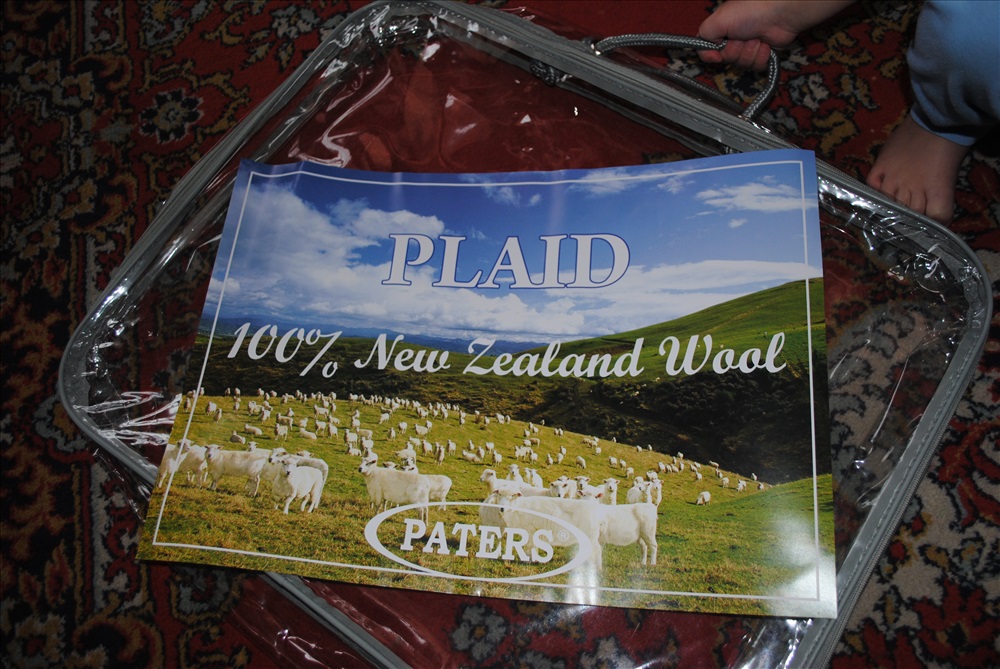 PLAID
100% New Zealand Wool
PATERS®